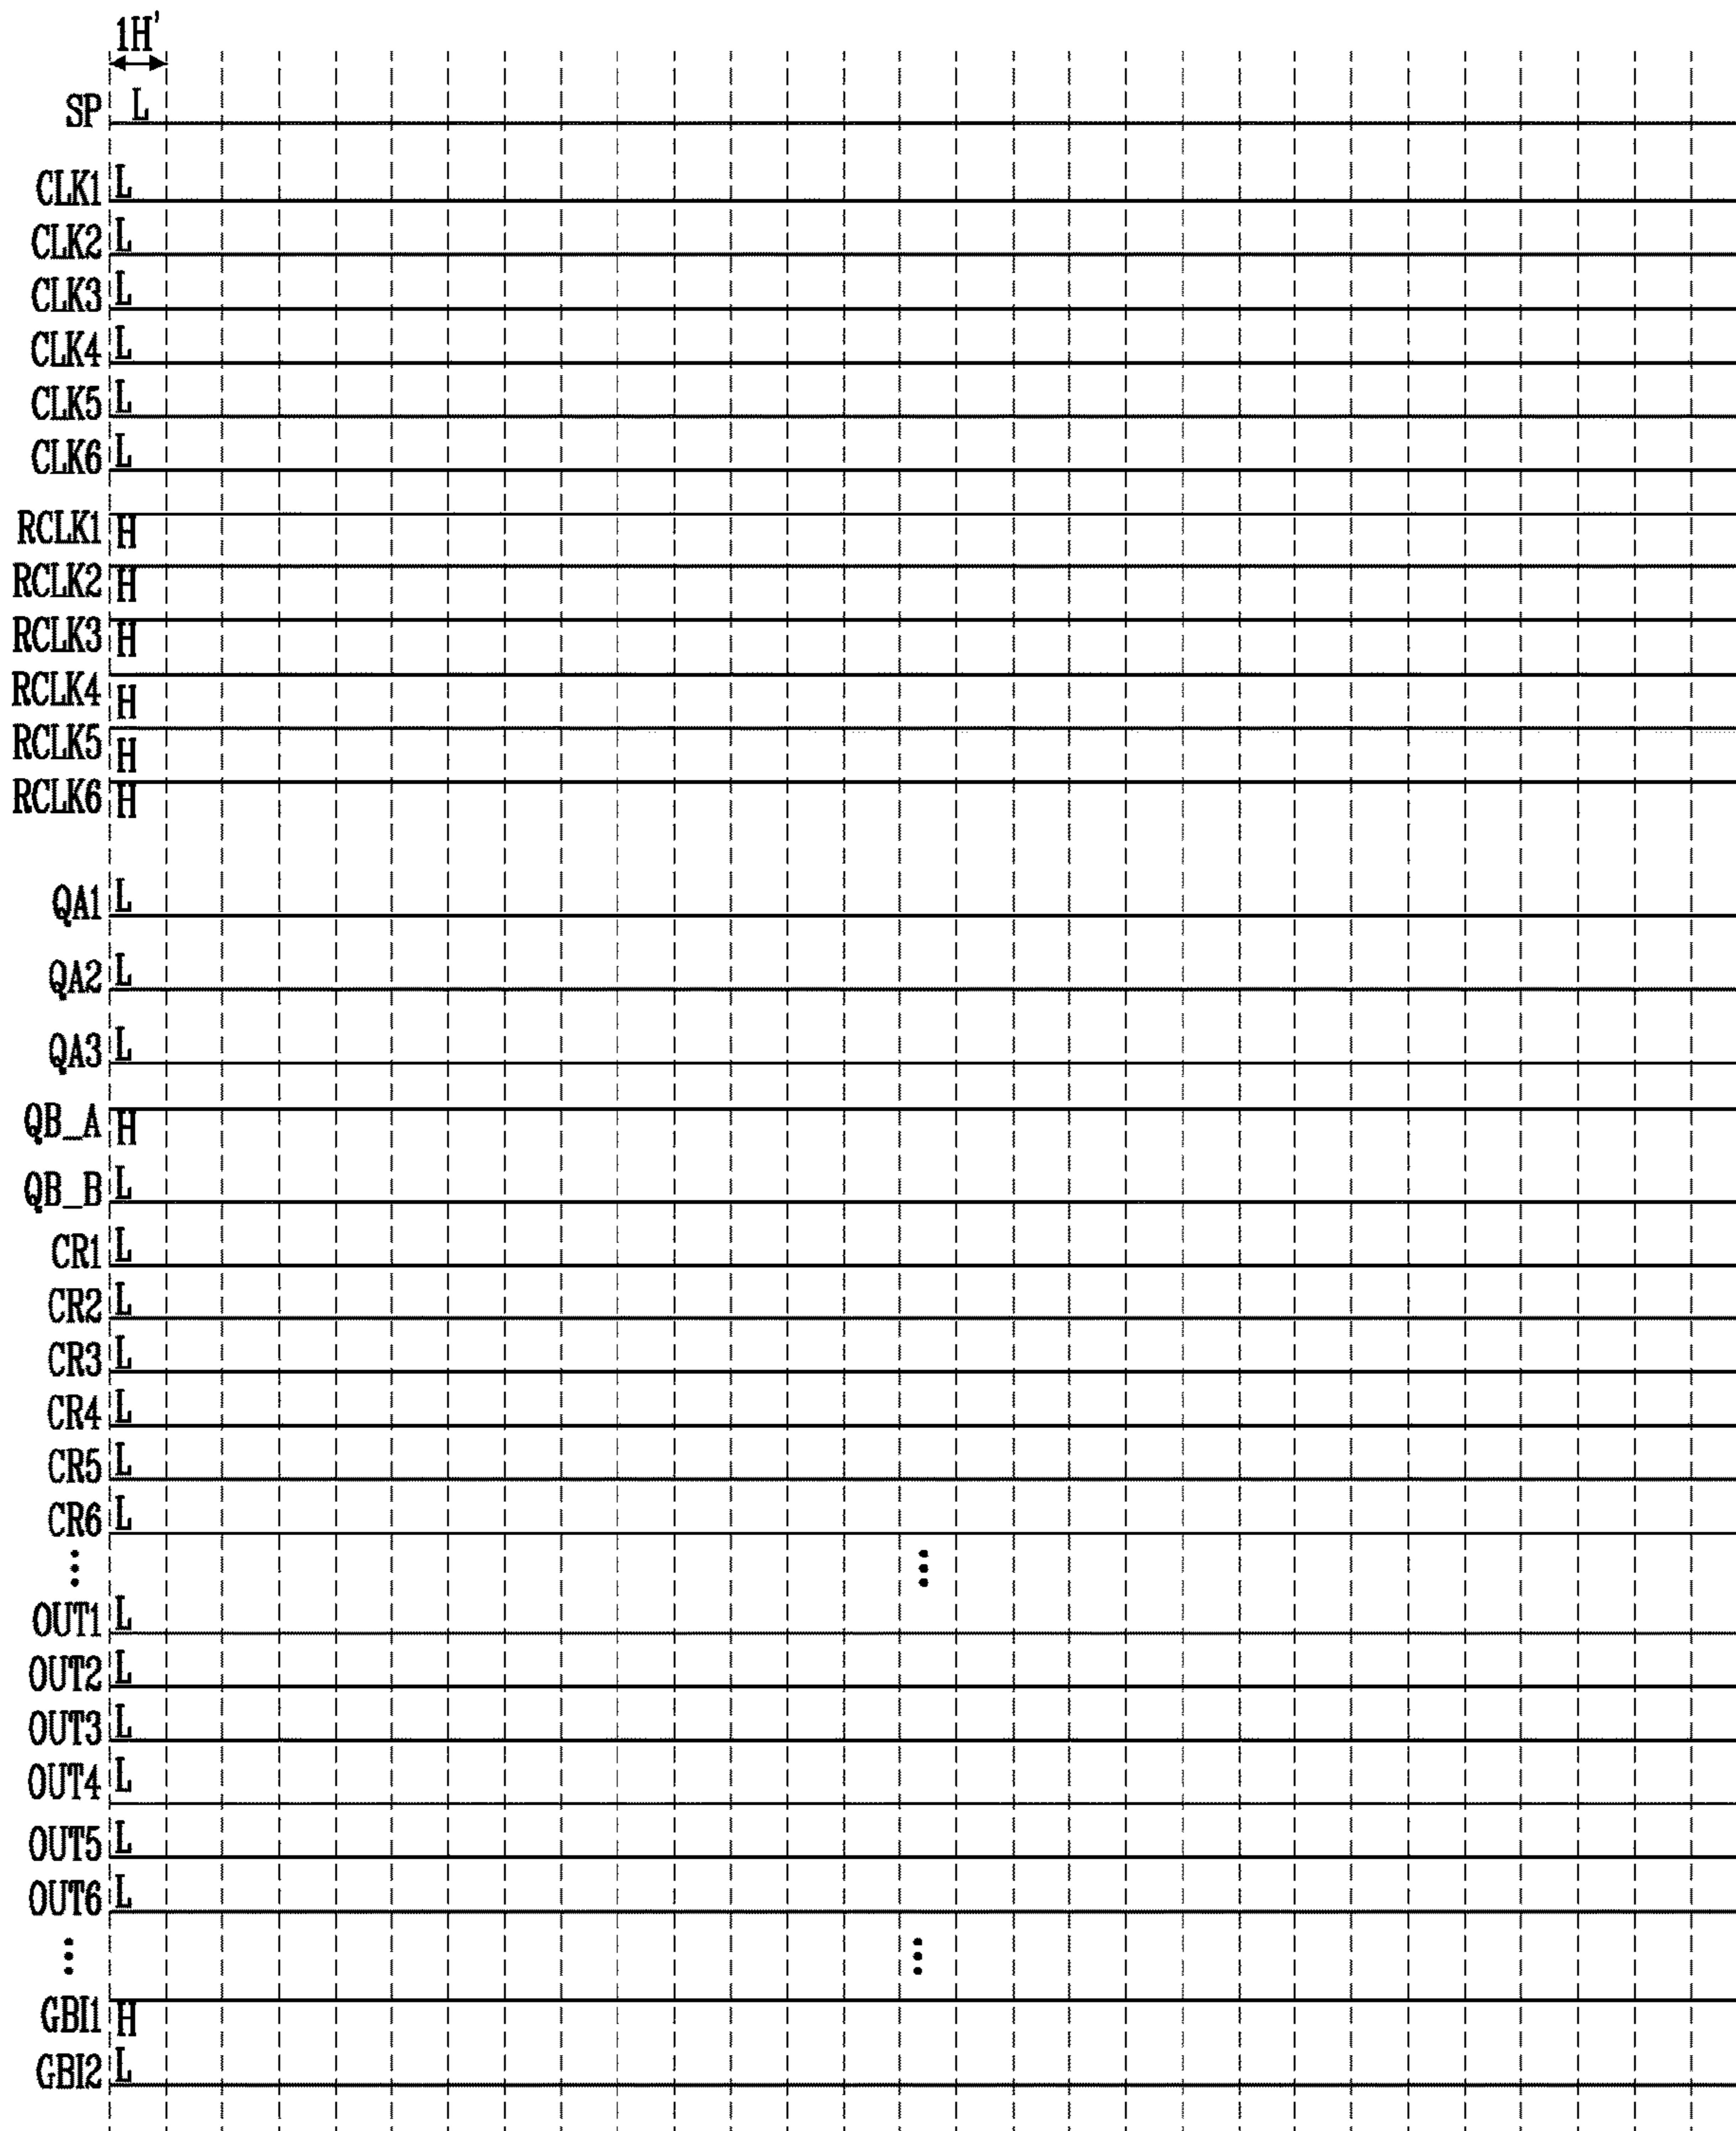 1H'
SP L
CLK1 L
CLK2 L
CLK3 L
CLK4 L
CLK5 L
CLK6 L
RCLK1 H
RCLK2 H
RCLK3 H
RCLK4 H
RCLK5 H
RCLK6 H
QA1 L
QA2 L
QA3 L
QB_A H
QB_B L
CR1 L
CR2 L
CR3 L
CR4 L
CR5 L
CR6 L
OUT1 L
OUT2 L
OUT3 L
OUT4 L
OUT5 L
OUT6 L
GBI1 H
GBI2 L